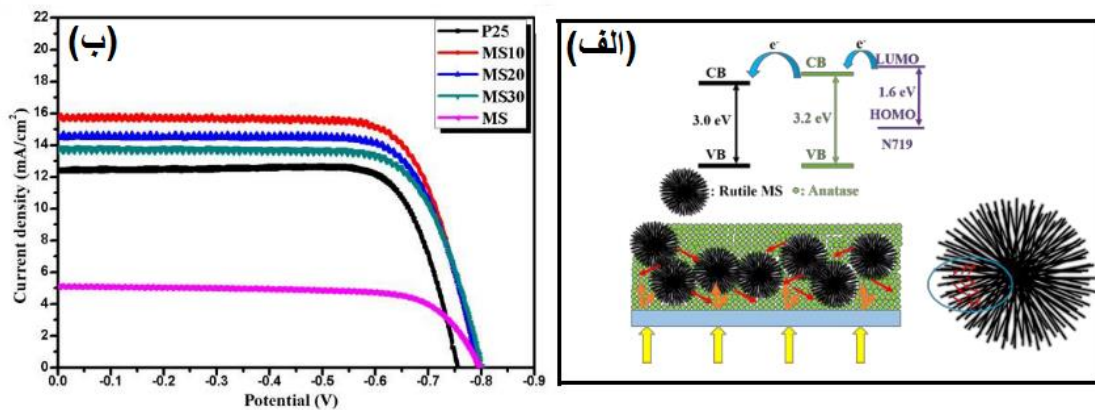 (ب)
22
20
18
16
14
12
10
8
6
4
2
0
Current density (mA/cm²)
0.0 -0.1 -0.2 -0.3 -0.4 -0.5 -0.6 -0.7 -0.8 -0.9
Potential (V)
P25
MS10
MS20
MS30
MS
(الف)
e⁻ e⁻
CB CB LUMO
3.0 eV 3.2 eV 1.6 eV
HOMO
VB VB N719
: Rutile MS : Anatase